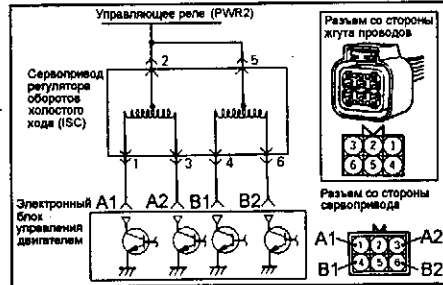 Управляющее реле (PWR2)
2 5
Сервопривод
регулятора
оборотов
холостого
хода (ISC)
1 3 4 6
A1 A2 B1 B2
Электронный
блок
управления
двигателем
Разъем со стороны
жгута проводов
3 2 1
6 5 4
Разъем со стороны
сервопривода
A1 1 2 3 A2
B1 4 5 6 B2